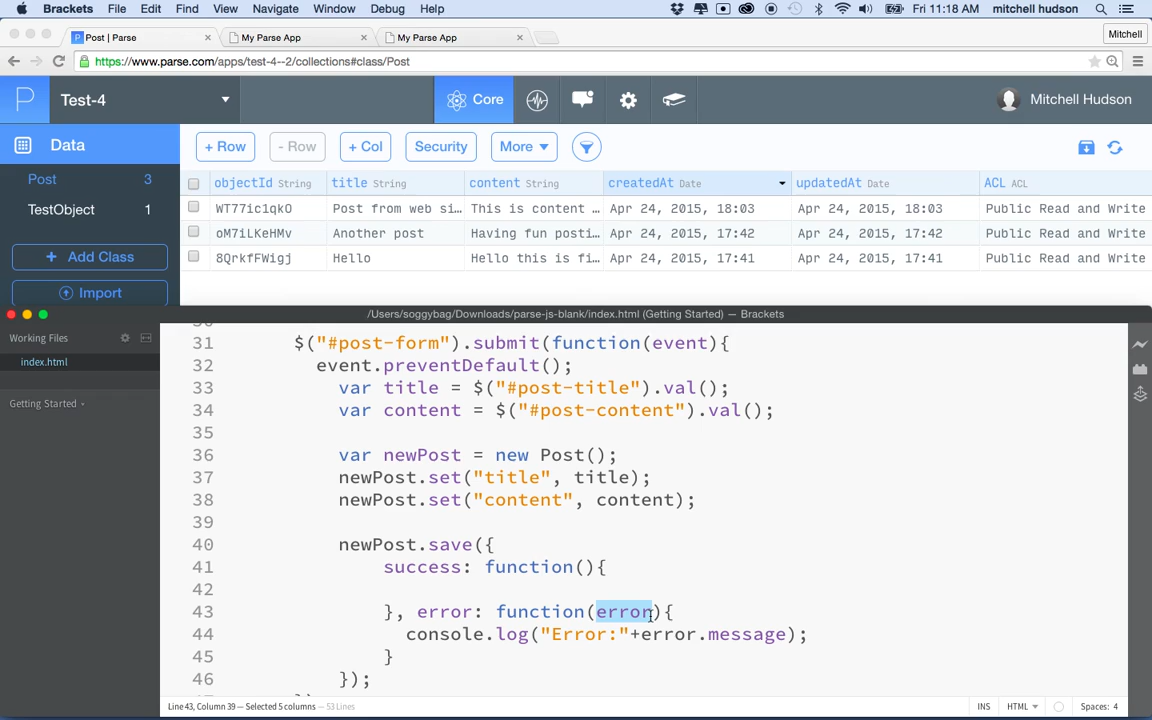 Brackets File Edit Find View Navigate Window Debug Help Fri 11:18 AM mitchell hudson
Post | Parse My Parse App My Parse App Mitchell
https://www.parse.com/apps/test-4--2/collections#class/Post
Test-4 Core Mitchell Hudson
Data + Row - Row + Col Security More
Post 3 objectId String title String content String createdAt Date updatedAt Date ACL ACL
TestObject 1 WT77ic1qkO Post from web si… This is content … Apr 24, 2015, 18:03 Apr 24, 2015, 18:03 Public Read and Write
oM7iLKeHMv Another post Having fun posti… Apr 24, 2015, 17:42 Apr 24, 2015, 17:42 Public Read and Write
+ Add Class 8QrkfFWigj Hello Hello this is fi… Apr 24, 2015, 17:41 Apr 24, 2015, 17:41 Public Read and Write
Import
/Users/soggybag/Downloads/parse-js-blank/index.html (Getting Started) — Brackets
Working Files
index.html
Getting Started
31 $("#post-form").submit(function(event){
32 event.preventDefault();
33 var title = $("#post-title").val();
34 var content = $("#post-content").val();
35
36 var newPost = new Post();
37 newPost.set("title", title);
38 newPost.set("content", content);
39
40 newPost.save({
41 success: function(){
42
43 }, error: function(error){
44 console.log("Error:"+error.message);
45 }
46 });
Line 43, Column 39 — Selected 5 columns — 53 Lines INS HTML Spaces: 4